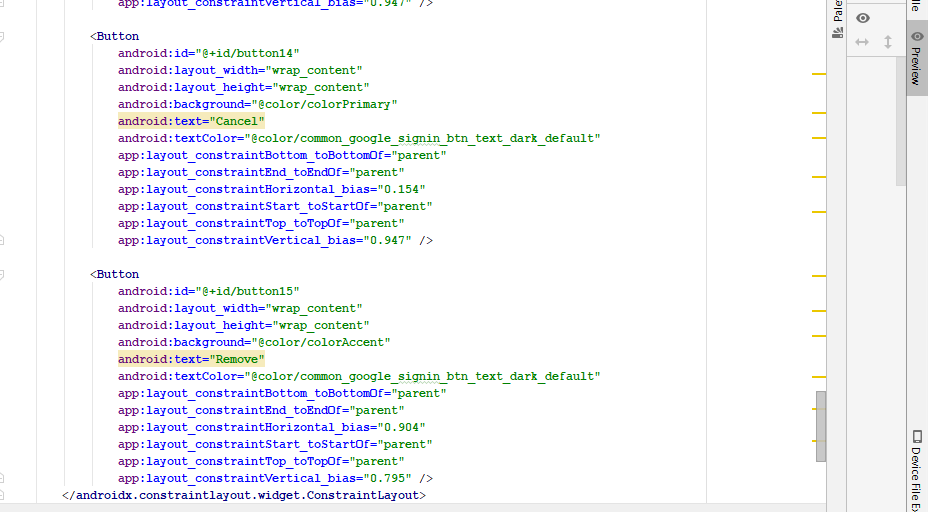 app:layout_constraintVertical_bias="0.947" />
<Button
android:id="@+id/button14"
android:layout_width="wrap_content"
android:layout_height="wrap_content"
android:background="@color/colorPrimary"
android:text="Cancel"
android:textColor="@color/common_google_signin_btn_text_dark_default"
app:layout_constraintBottom_toBottomOf="parent"
app:layout_constraintEnd_toEndOf="parent"
app:layout_constraintHorizontal_bias="0.154"
app:layout_constraintStart_toStartOf="parent"
app:layout_constraintTop_toTopOf="parent"
app:layout_constraintVertical_bias="0.947" />
<Button
android:id="@+id/button15"
android:layout_width="wrap_content"
android:layout_height="wrap_content"
android:background="@color/colorAccent"
android:text="Remove"
android:textColor="@color/common_google_signin_btn_text_dark_default"
app:layout_constraintBottom_toBottomOf="parent"
app:layout_constraintEnd_toEndOf="parent"
app:layout_constraintHorizontal_bias="0.904"
app:layout_constraintStart_toStartOf="parent"
app:layout_constraintTop_toTopOf="parent"
app:layout_constraintVertical_bias="0.795" />
</androidx.constraintlayout.widget.ConstraintLayout>
Pale
Preview
Device File Ex